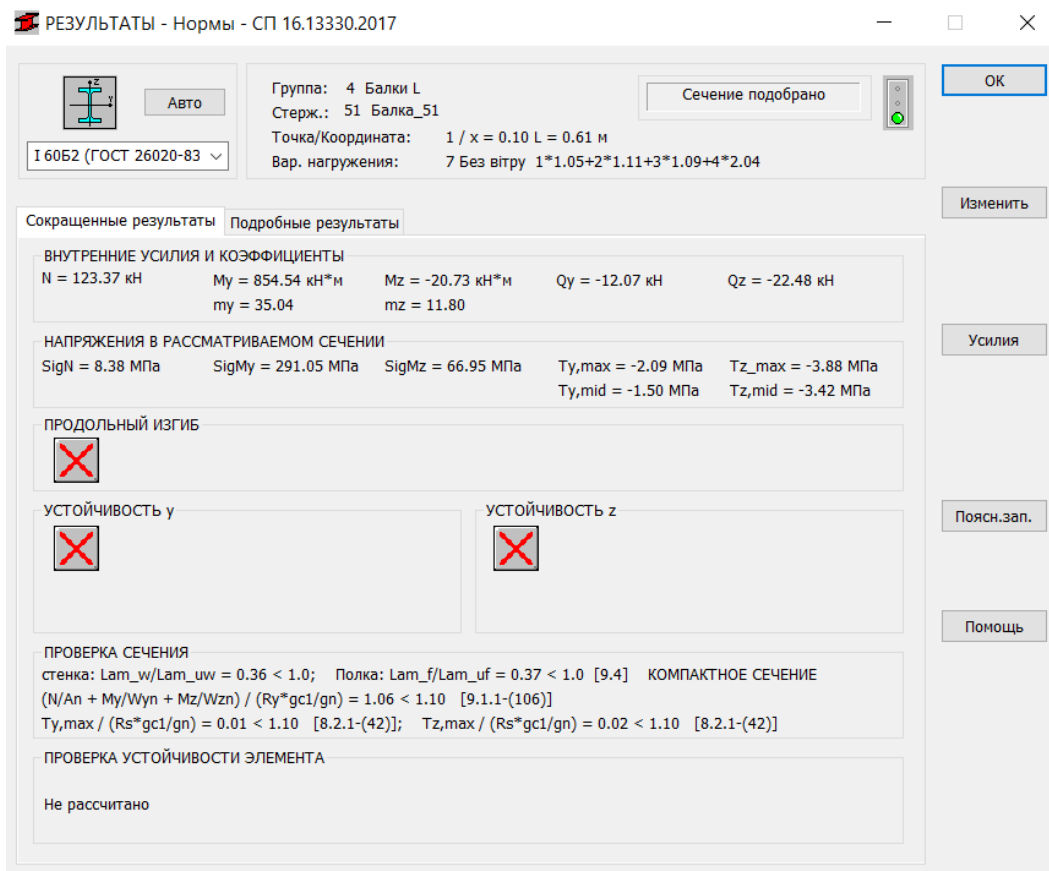 РЕЗУЛЬТАТЫ - Нормы - СП 16.13330.2017
Авто
I 60Б2 (ГОСТ 26020-83
Группа: 4 Балки L
Стерж.: 51 Балка_51
Точка/Координата: 1 / x = 0.10 L = 0.61 м
Вар. нагружения: 7 Без вітру 1*1.05+2*1.11+3*1.09+4*2.04
Сечение подобрано
ОК
Изменить
Усилия
Поясн.зап.
Помощь
Сокращенные результаты Подробные результаты
ВНУТРЕННИЕ УСИЛИЯ И КОЭФФИЦИЕНТЫ
N = 123.37 кН My = 854.54 кН*м Mz = -20.73 кН*м Qy = -12.07 кН Qz = -22.48 кН
my = 35.04 mz = 11.80
НАПРЯЖЕНИЯ В РАССМАТРИВАЕМОМ СЕЧЕНИИ
SigN = 8.38 МПа SigMy = 291.05 МПа SigMz = 66.95 МПа Ty,max = -2.09 МПа Tz_max = -3.88 МПа
Ty,mid = -1.50 МПа Tz,mid = -3.42 МПа
ПРОДОЛЬНЫЙ ИЗГИБ
УСТОЙЧИВОСТЬ y
УСТОЙЧИВОСТЬ z
ПРОВЕРКА СЕЧЕНИЯ
стенка: Lam_w/Lam_uw = 0.36 < 1.0; Полка: Lam_f/Lam_uf = 0.37 < 1.0 [9.4] КОМПАКТНОЕ СЕЧЕНИЕ
(N/An + My/Wyn + Mz/Wzn) / (Ry*gc1/gn) = 1.06 < 1.10 [9.1.1-(106)]
Ty,max / (Rs*gc1/gn) = 0.01 < 1.10 [8.2.1-(42)]; Tz,max / (Rs*gc1/gn) = 0.02 < 1.10 [8.2.1-(42)]
ПРОВЕРКА УСТОЙЧИВОСТИ ЭЛЕМЕНТА
Не рассчитано